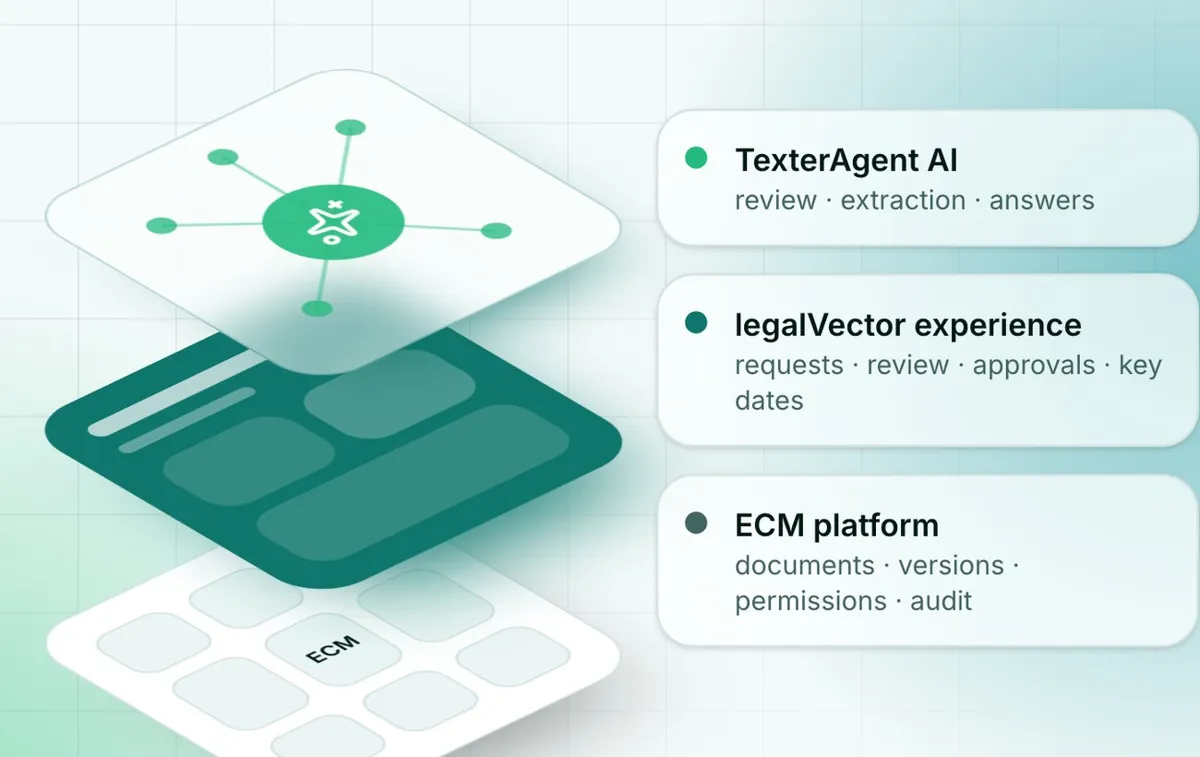 TexterAgent AI
review · extraction · answers
legalVector experience
requests · review · approvals · key
dates
ECM platform
documents · versions ·
permissions · audit
ECM